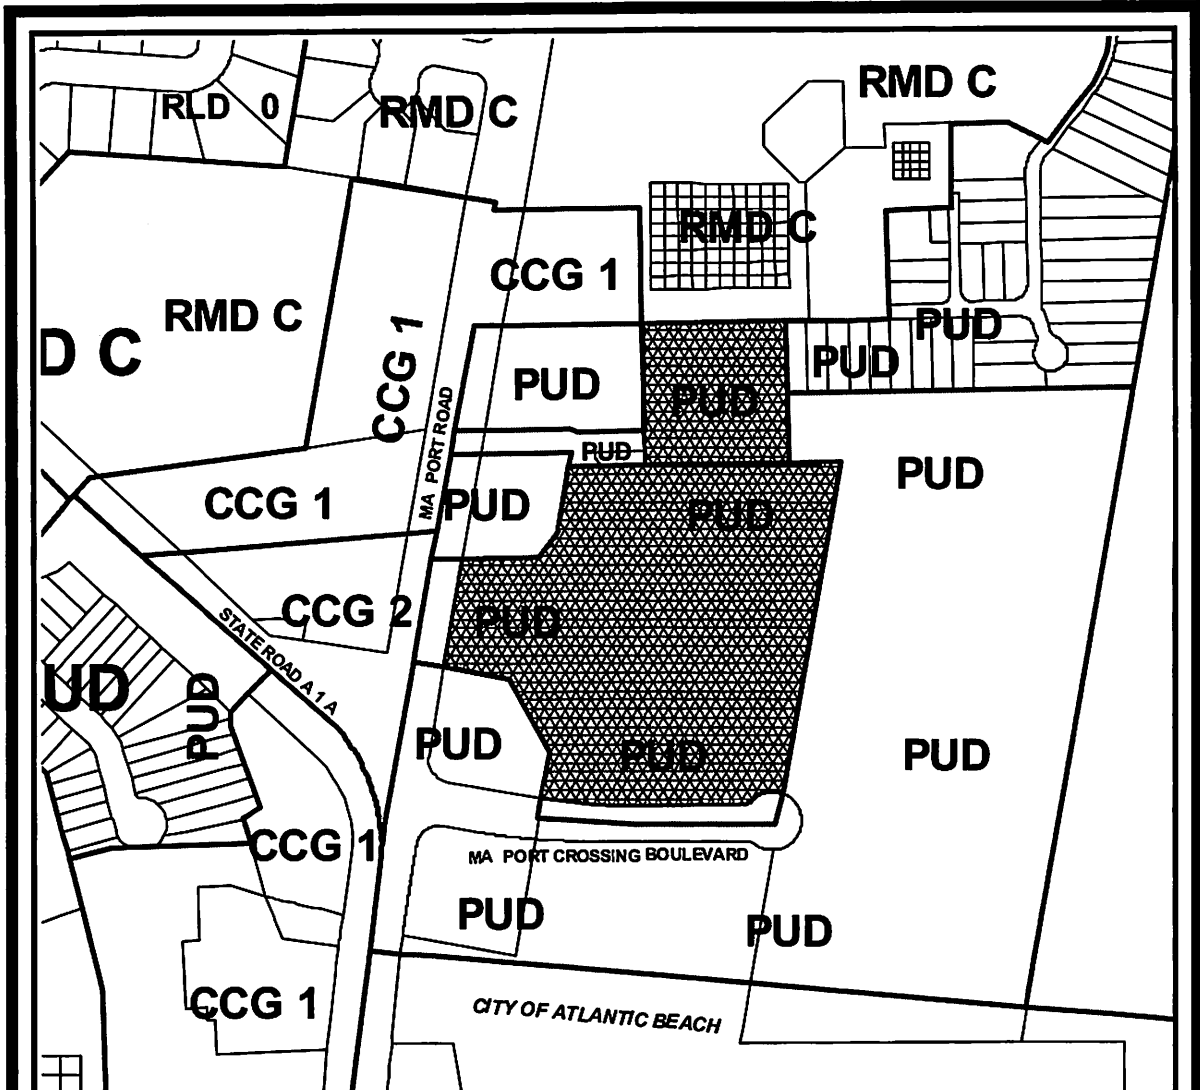 RMD C
RLD 0
RMD C
RMD C
CCG 1
RMD C
CCG 1
D C
PUD
PUD
PUD
PUD
MA PORT ROAD
PUD
PUD
CCG 1
PUD
PUD
CCG 2
PUD
STATE ROAD A 1 A
UD
PUD
PUD
PUD
PUD
CCG 1
MA PORT CROSSING BOULEVARD
PUD
PUD
CCG 1
CITY OF ATLANTIC BEACH